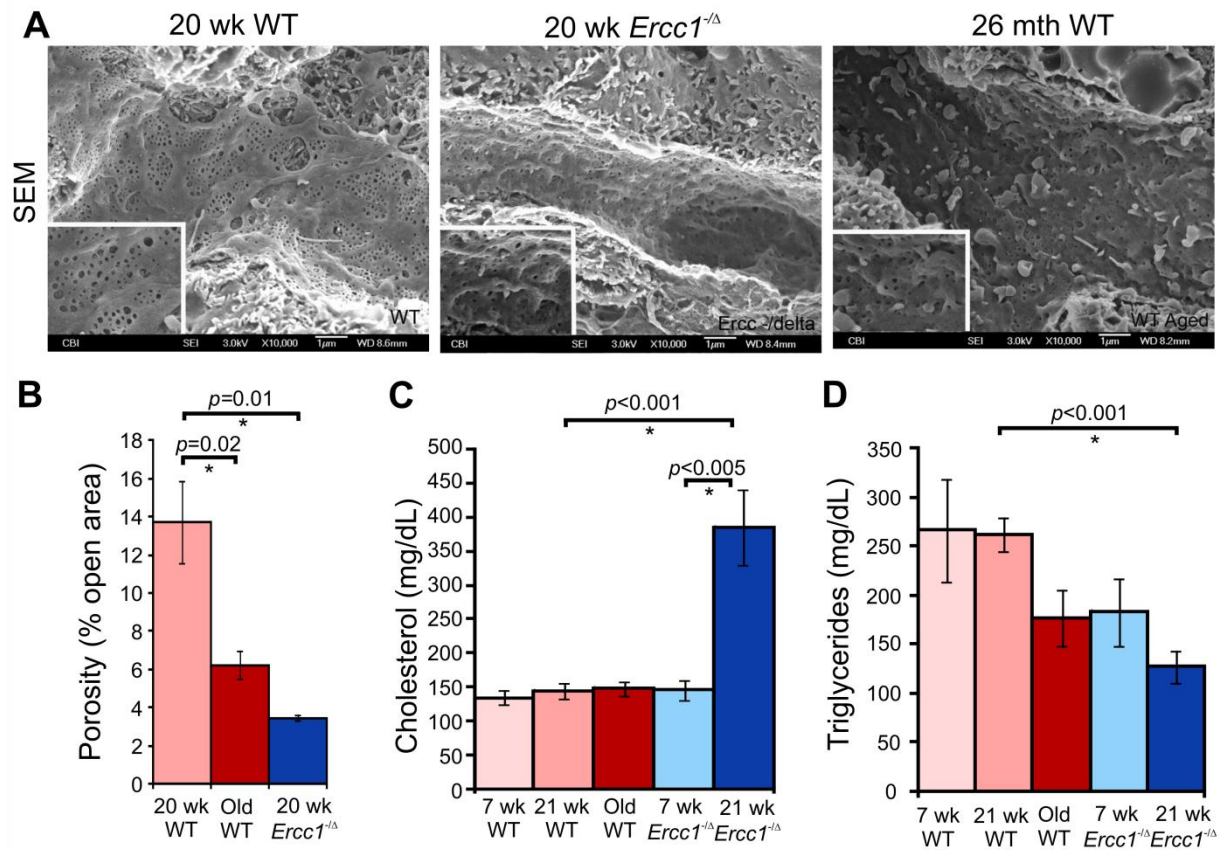 A
20 wk WT
20 wk Ercc1-/Δ
26 mth WT
SEM
WT
Ercc -/delta
WT Aged
CBI SEI 3.0kV X10,000 1μm WD 8.6mm
CBI SEI 3.0kV X10,000 1μm WD 8.4mm
CBI SEI 3.0kV X10,000 1μm WD 8.2mm
B
p=0.01
*
p=0.02
*
Porosity (% open area)
18
16
14
12
10
8
6
4
2
0
20 wk WT
Old WT
20 wk Ercc1-/Δ
C
p<0.001
*
p<0.005
*
Cholesterol (mg/dL)
500
450
400
350
300
250
200
150
100
50
0
7 wk WT
21 wk WT
Old WT
7 wk Ercc1-/Δ
21 wk Ercc1-/Δ
D
p<0.001
*
Triglycerides (mg/dL)
350
300
250
200
150
100
50
0
7 wk WT
21 wk WT
Old WT
7 wk Ercc1-/Δ
21 wk Ercc1-/Δ